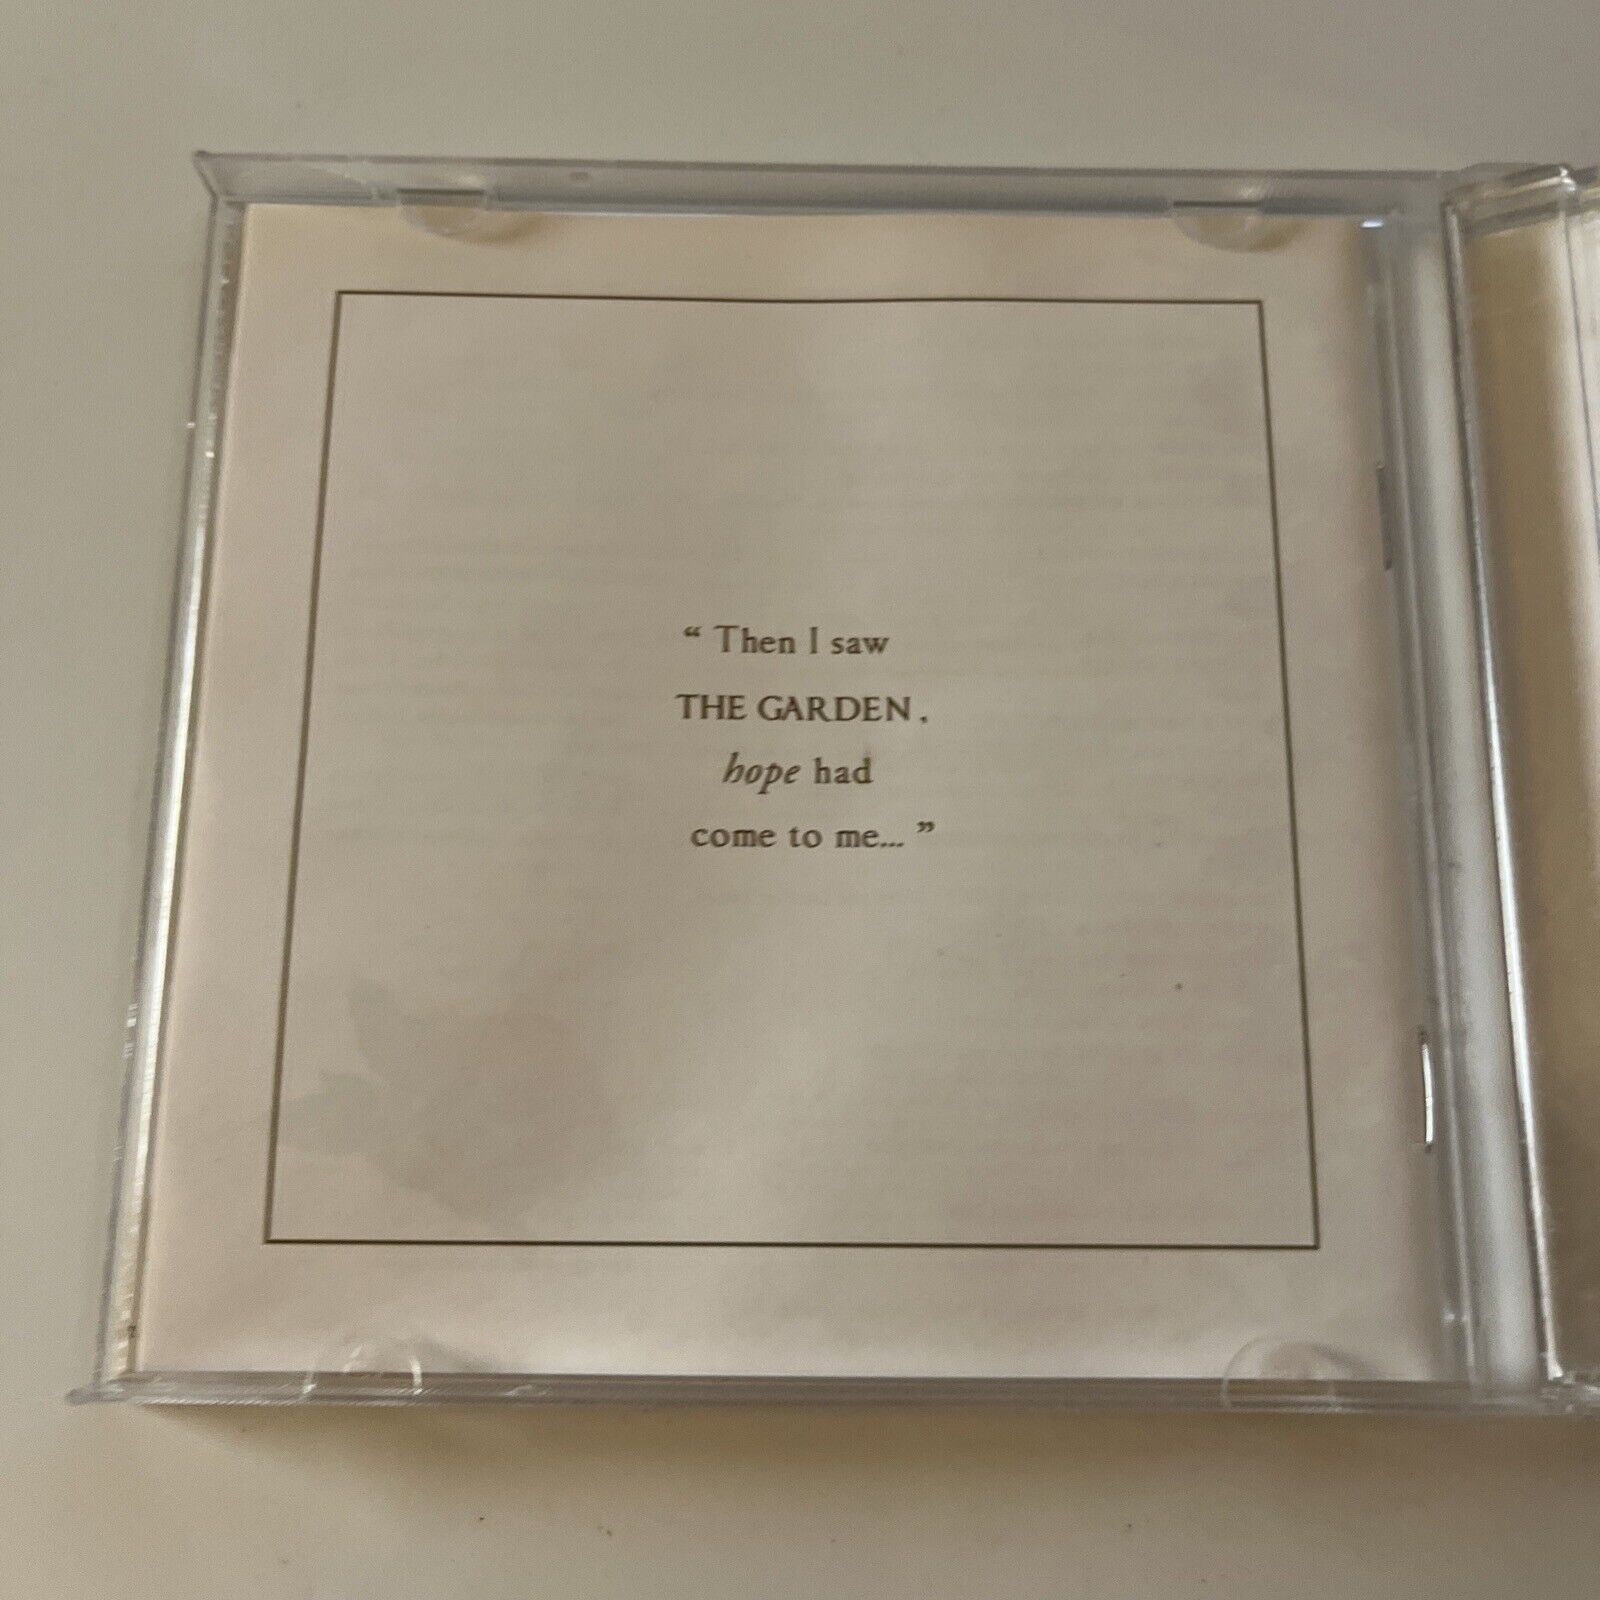 “ Then I saw
THE GARDEN ,
hope had
come to me... ”